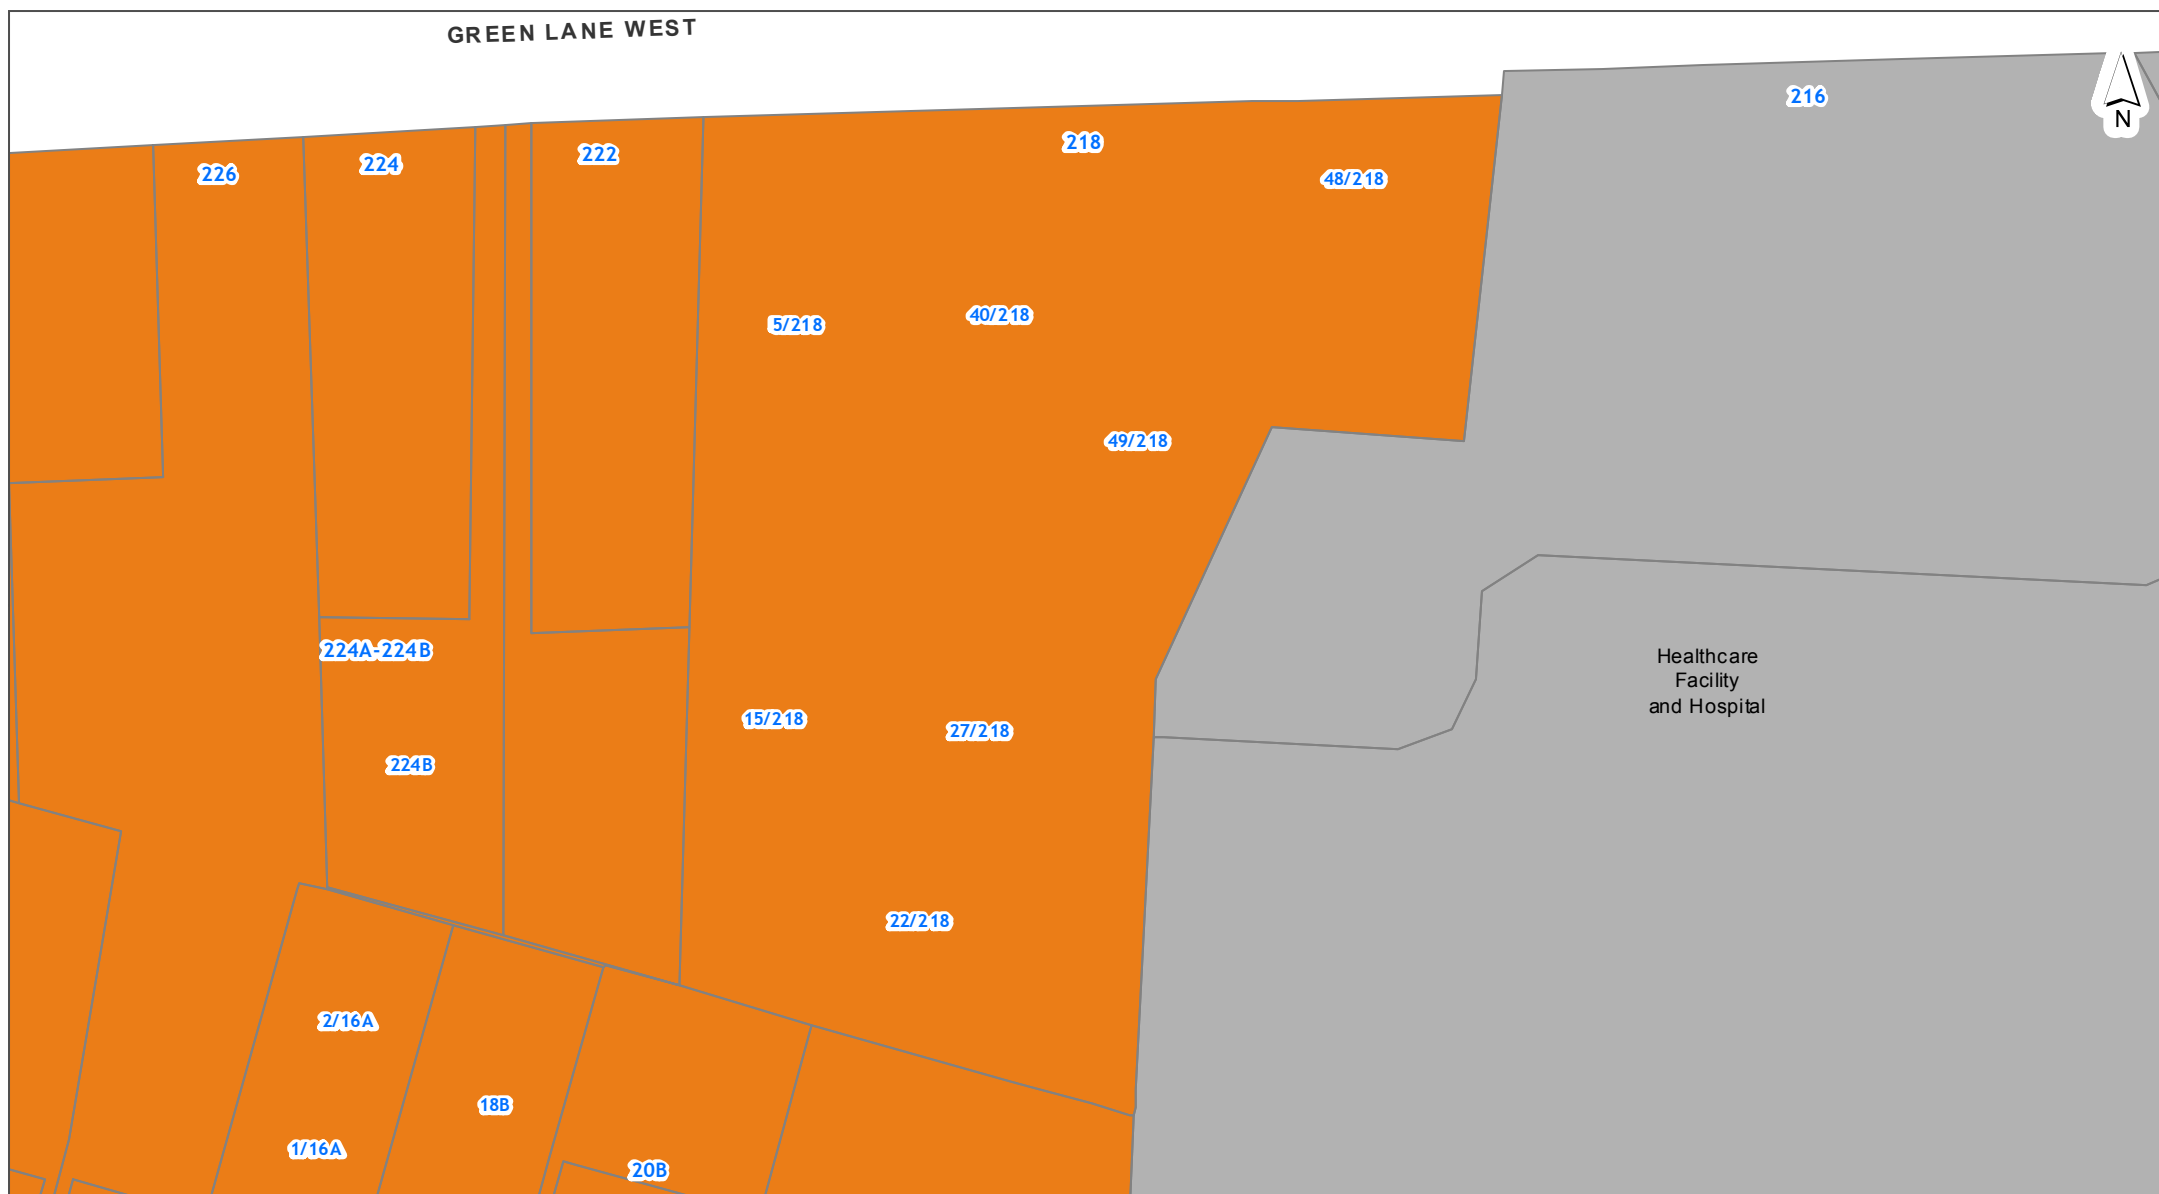 GREEN LANE WEST
216
N
218
222
224
226
48/218
40/218
5/218
49/218
224A-224B
Healthcare
Facility
and Hospital
15/218
27/218
224B
22/218
2/16A
18B
1/16A
20B